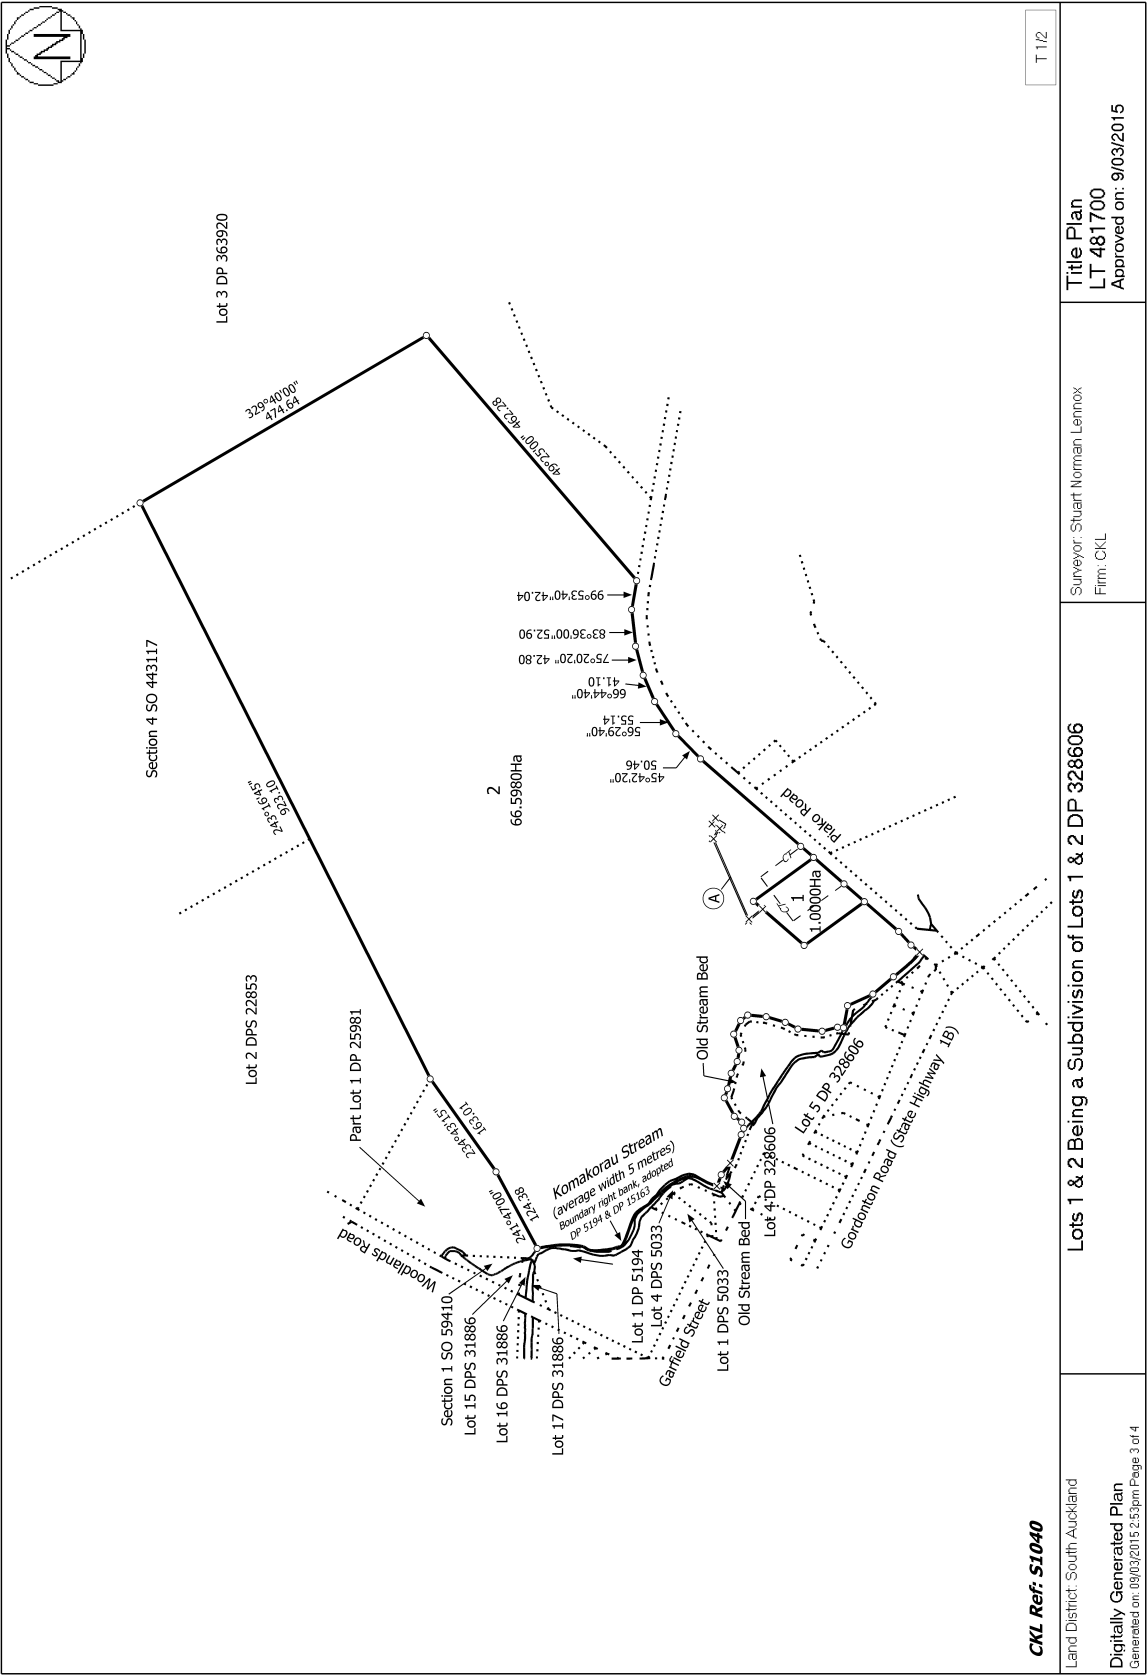 N
T 1/2
Lot 3 DP 363920
329°40'00"
474.64
49°25'00" 462.28
Section 4 SO 443117
243°16'45"
923.10
Lot 2 DPS 22853
Part Lot 1 DP 25981
234°43'15"
163.01
241°47'00"
124.38
2
66.5980Ha
99°53'40"42.04
83°36'00"52.90
75°20'20" 42.80
66°44'40"
41.10
56°29'40"
55.14
45°42'20"
50.46
Piako Road
A
1
1.0000Ha
Old Stream Bed
Komakorau Stream
(average width 5 metres)
Boundary right bank, adopted
DP 5194 & DP 15163
Woodlands Road
Section 1 SO 59410
Lot 15 DPS 31886
Lot 16 DPS 31886
Lot 17 DPS 31886
Lot 1 DP 5194
Lot 4 DPS 5033
Garfield Street
Lot 1 DPS 5033
Old Stream Bed
Lot 4 DP 328606
Lot 5 DP 328606
Gordonton Road (State Highway 1B)
CKL Ref: S1040
Land District: South Auckland
Digitally Generated Plan
Generated on: 09/03/2015 2:53pm Page 3 of 4
Lots 1 & 2 Being a Subdivision of Lots 1 & 2 DP 328606
Surveyor: Stuart Norman Lennox
Firm: CKL
Title Plan
LT 481700
Approved on: 9/03/2015